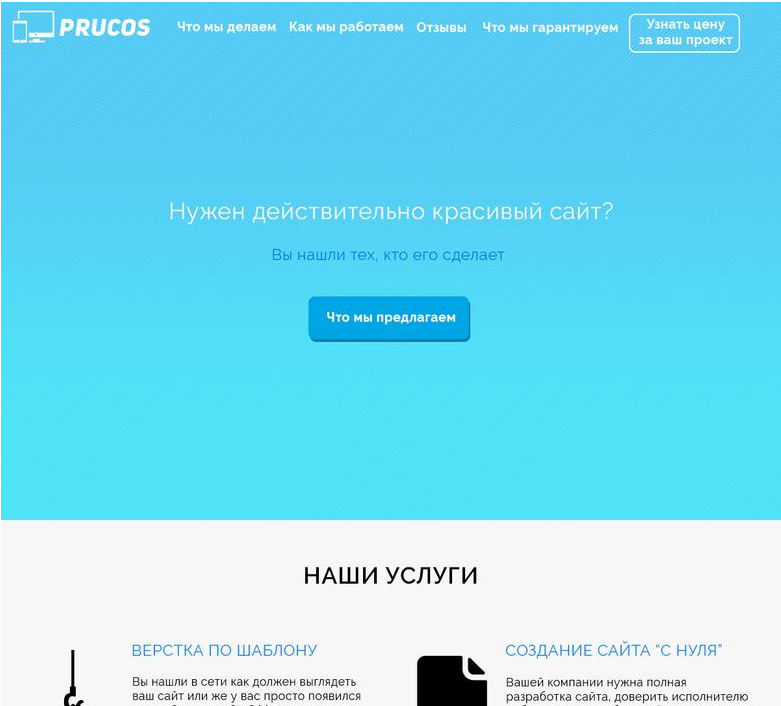 PRUCOS
Что мы делаем
Как мы работаем
Отзывы
Что мы гарантируем
Узнать цену
за ваш проект
Нужен действительно красивый сайт?
Вы нашли тех, кто его сделает
Что мы предлагаем
НАШИ УСЛУГИ
ВЕРСТКА ПО ШАБЛОНУ
Вы нашли в сети как должен выглядеть
ваш сайт или же у вас просто появился
СОЗДАНИЕ САЙТА “С НУЛЯ”
Вашей компании нужна полная
разработка сайта, доверить исполнителю